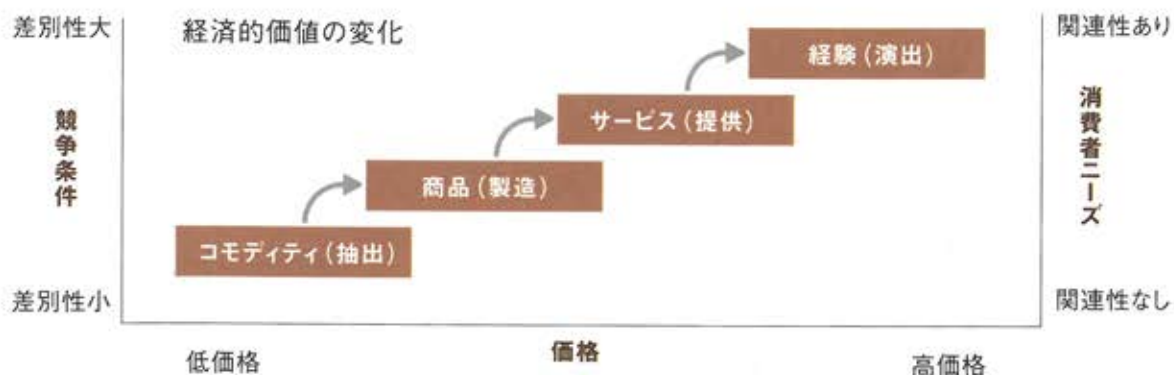 差別性大
経済的価値の変化
関連性あり
経験(演出)
競争条件
サービス(提供)
消費者ニーズ
商品(製造)
コモディティ(抽出)
差別性小
関連性なし
低価格
価格
高価格